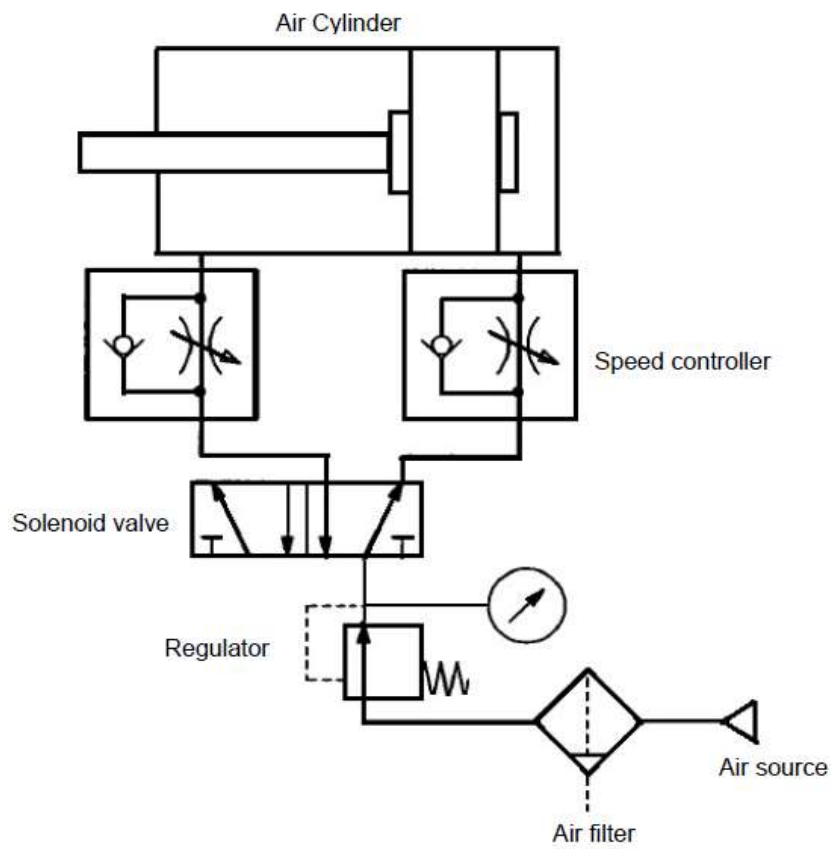 Air Cylinder
Speed controller
Solenoid valve
Regulator
Air source
Air filter